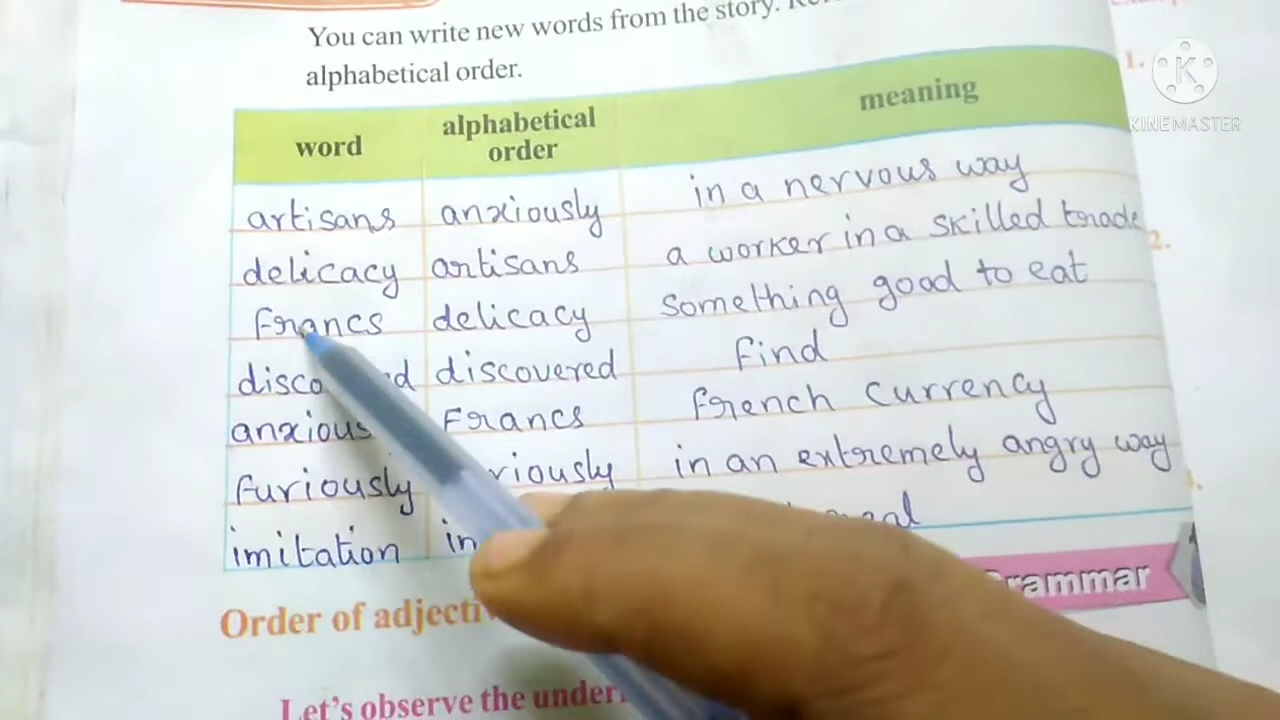 You can write new words from the story.
alphabetical order.
word alphabetical order meaning
artisans anxiously in a nervous way
delicacy artisans a worker in a skilled trade
Francs delicacy something good to eat
discovered find
French currency
anxious Francs
furiously in an extremely angry way
imitation
Order of
Grammar
Let's observe the
1.
2.
KINEMASTER